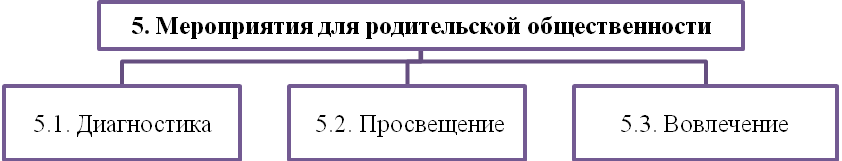 5. Мероприятия для родительской общественности
5.1. Диагностика
5.2. Просвещение
5.3. Вовлечение